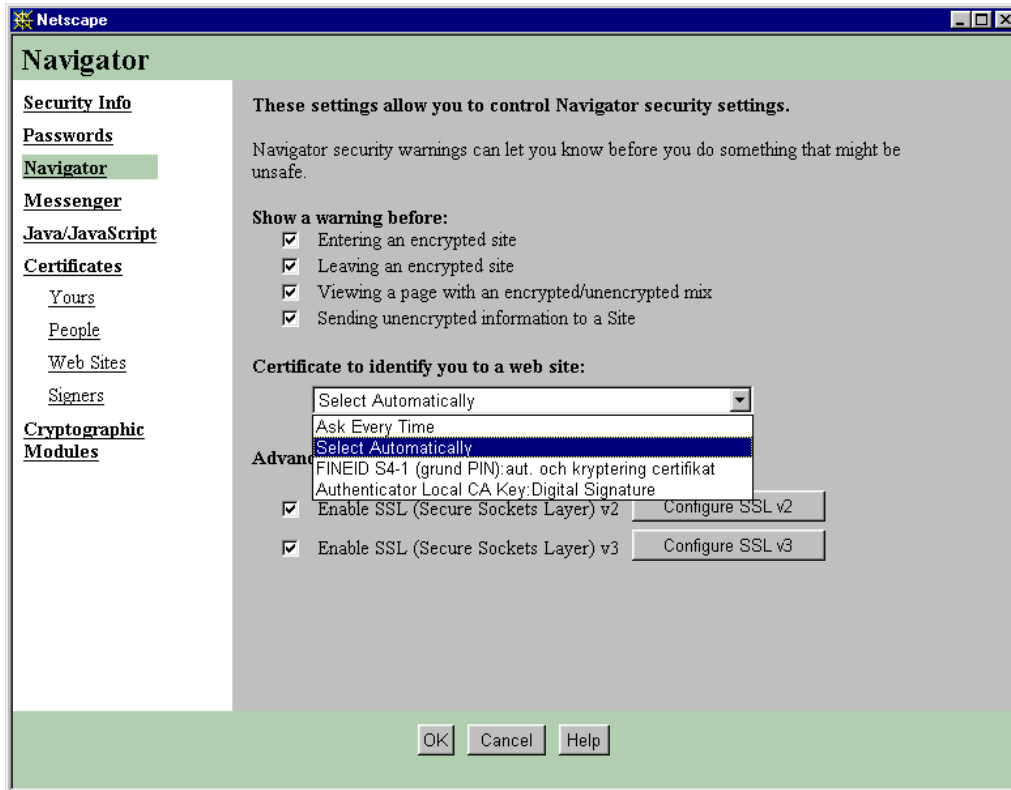 Netscape
Navigator
Security Info
Passwords
Navigator
Messenger
Java/JavaScript
Certificates
Yours
People
Web Sites
Signers
Cryptographic
Modules
These settings allow you to control Navigator security settings.
Navigator security warnings can let you know before you do something that might be
unsafe.
Show a warning before:
Entering an encrypted site
Leaving an encrypted site
Viewing a page with an encrypted/unencrypted mix
Sending unencrypted information to a Site
Certificate to identify you to a web site:
Select Automatically
Ask Every Time
Select Automatically
FINEID S4-1 (grund PIN):aut. och kryptering certifikat
Authenticator Local CA Key:Digital Signature
Advanc
Enable SSL (Secure Sockets Layer) v2 Configure SSL v2
Enable SSL (Secure Sockets Layer) v3 Configure SSL v3
OK Cancel Help